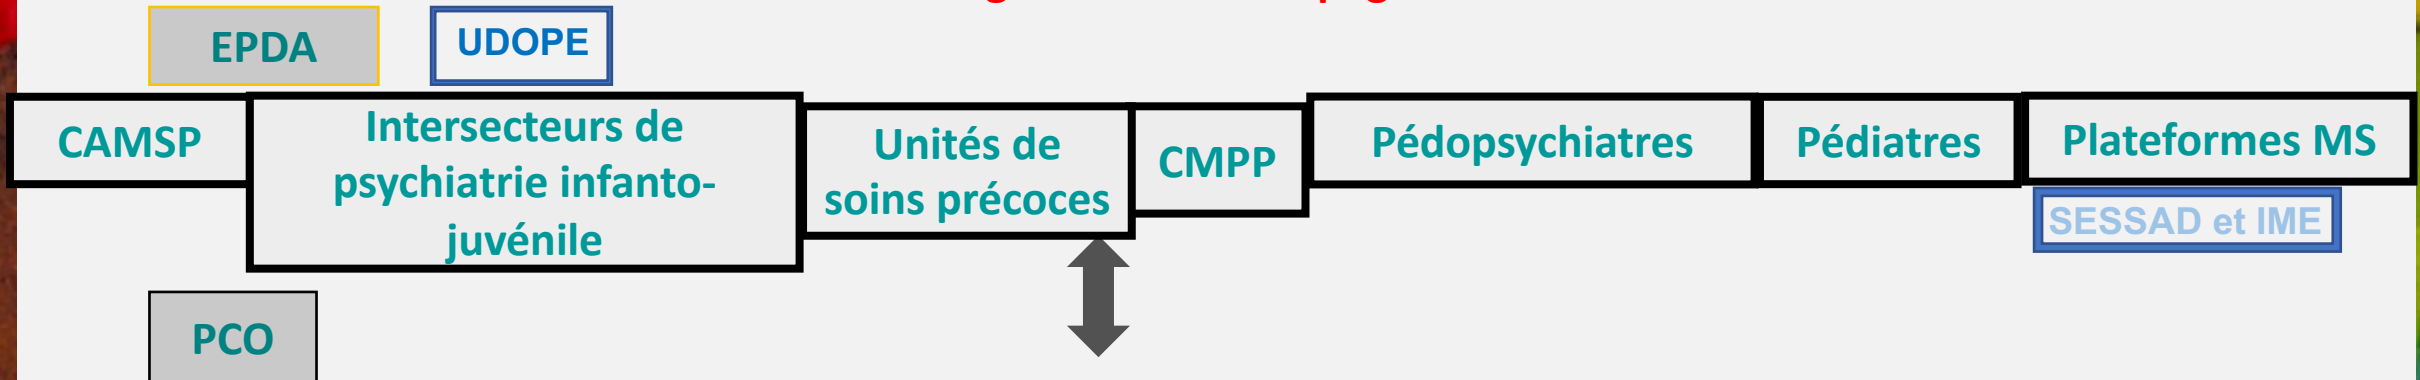 EPDA
UDOPE
CAMSP
Intersecteurs de
psychiatrie infanto-
juvénile
Unités de
soins précoces
CMPP
Pédopsychiatres
Pédiatres
Plateformes MS
SESSAD et IME
PCO